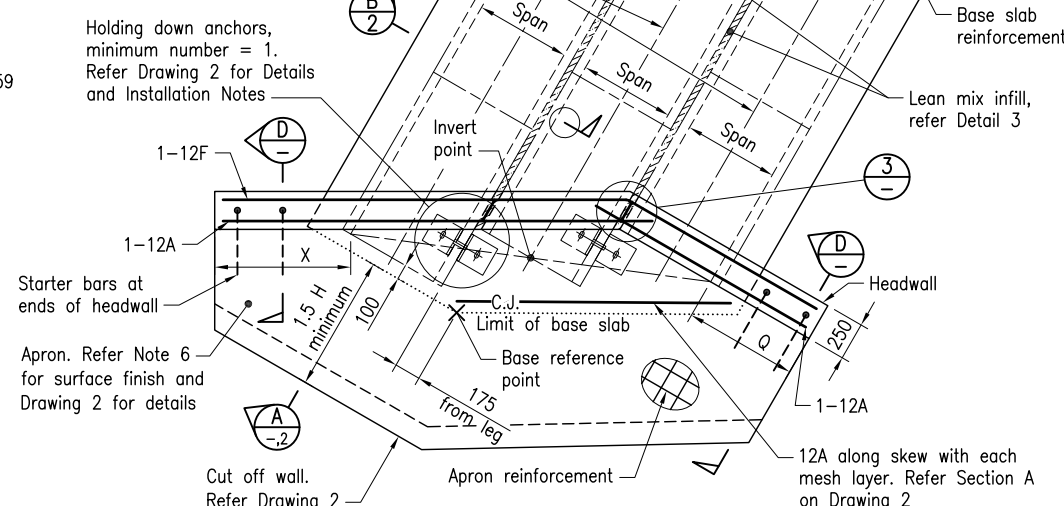 B
2
Holding down anchors,
minimum number = 1.
Refer Drawing 2 for Details
and Installation Notes
59
Span
Span
Span
Base slab
reinforcement
Lean mix infill,
refer Detail 3
Invert
point
D
-
1-12F
3
-
1-12A
X
D
-
Starter bars at
ends of headwall
Headwall
1.5 H
minimum
100
C.J.
Limit of base slab
Q
250
Apron. Refer Note 6
for surface finish and
Drawing 2 for details
Base reference
point
175
from leg
1-12A
A
-,2
Cut off wall.
Refer Drawing 2
Apron reinforcement
12A along skew with each
mesh layer. Refer Section A
on Drawing 2